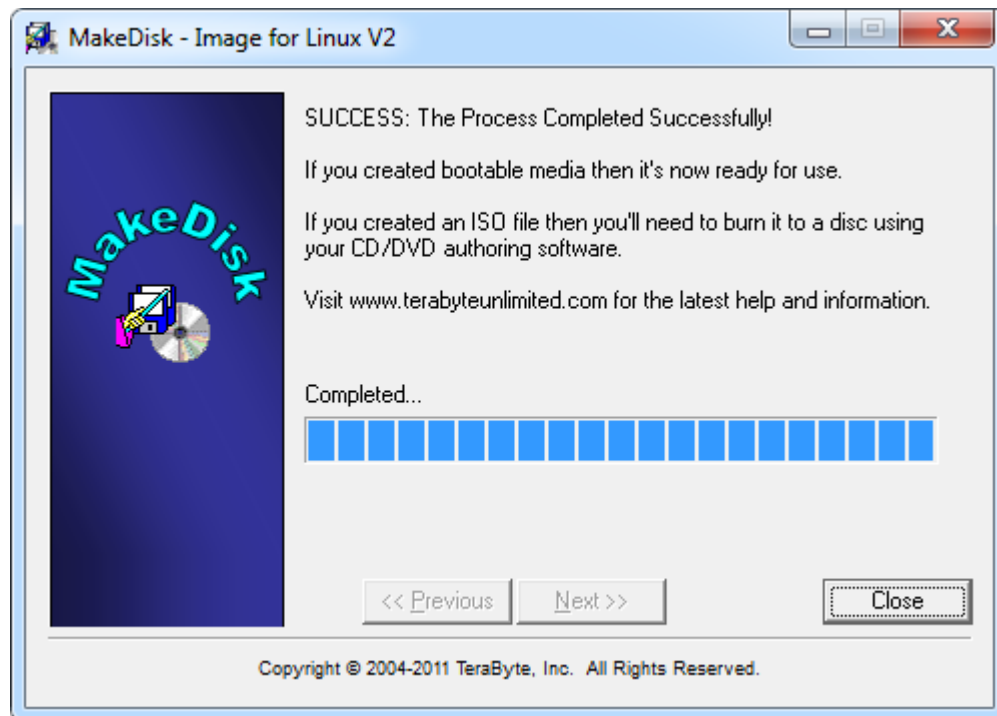 MakeDisk - Image for Linux V2
MakeDisk
SUCCESS: The Process Completed Successfully!
If you created bootable media then it's now ready for use.
If you created an ISO file then you'll need to burn it to a disc using
your CD/DVD authoring software.
Visit www.terabyteunlimited.com for the latest help and information.
Completed...
<< Previous
Next >>
Close
Copyright © 2004-2011 TeraByte, Inc. All Rights Reserved.